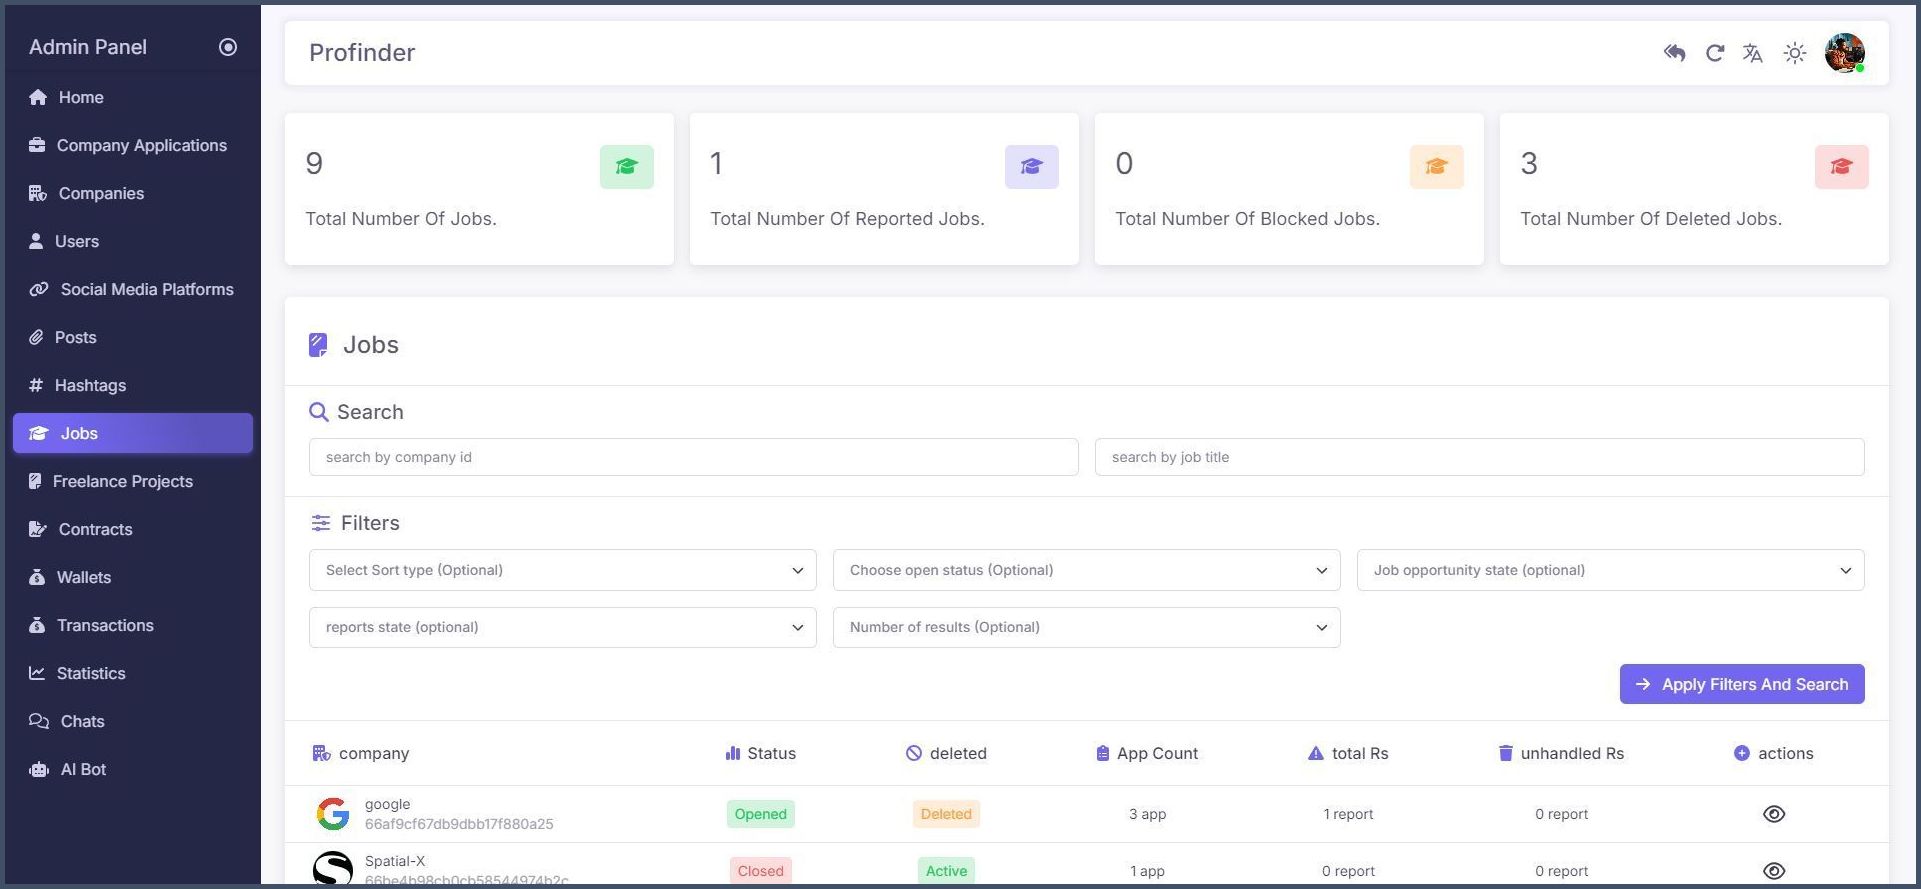 Admin Panel
Home
Company Applications
Companies
Users
Social Media Platforms
Posts
Hashtags
Jobs
Freelance Projects
Contracts
Wallets
Transactions
Statistics
Chats
AI Bot
Profinder
9
Total Number Of Jobs.
1
Total Number Of Reported Jobs.
0
Total Number Of Blocked Jobs.
3
Total Number Of Deleted Jobs.
Jobs
Search
search by company id search by job title
Filters
Select Sort type (Optional) Choose open status (Optional) Job opportunity state (optional)
reports state (optional) Number of results (Optional)
Apply Filters And Search
company Status deleted App Count total Rs unhandled Rs actions
google
66af9cf67db9dbb17f880a25
Opened Deleted 3 app 1 report 0 report
Spatial-X
66be4b98cb0cb58544974b2c
Closed Active 1 app 0 report 0 report